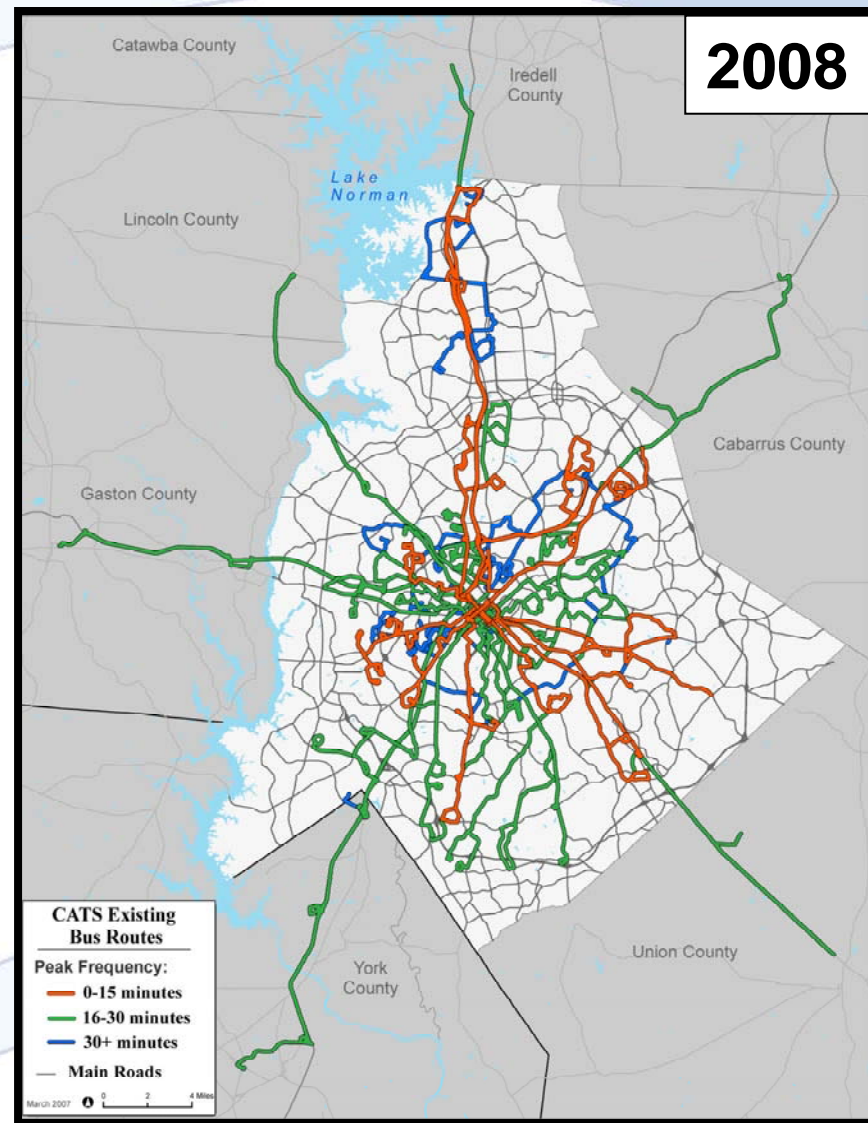 2008
Catawba County
Iredell
County
Lake
Norman
Lincoln County
Cabarrus County
Gaston County
Union County
York
County
CATS Existing
Bus Routes
Peak Frequency:
0-15 minutes
16-30 minutes
30+ minutes
Main Roads
March 2007
0 2 4 Miles